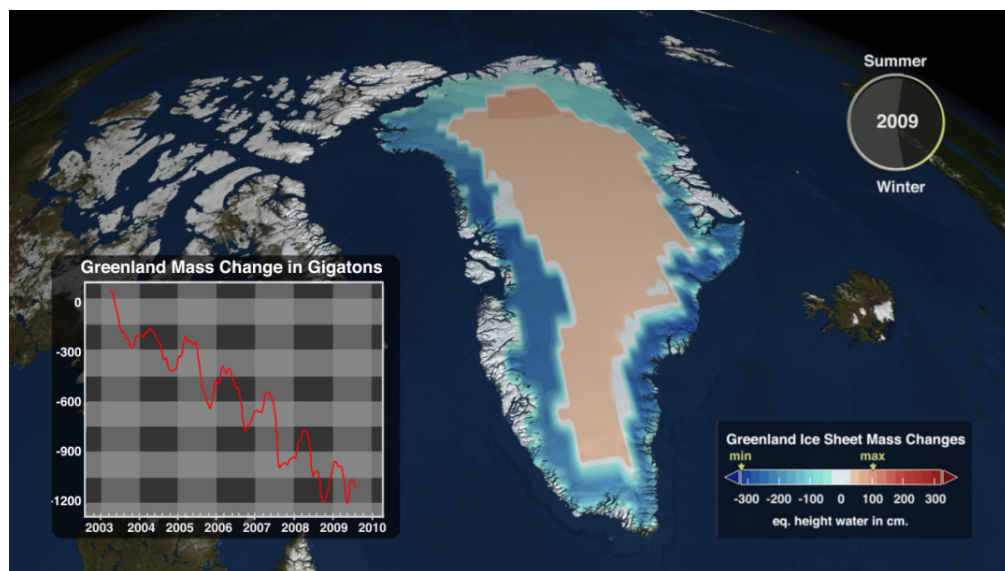 Summer
2009
Winter
Greenland Mass Change in Gigatons
0
-300
-600
-900
-1200
2003 2004 2005 2006 2007 2008 2009 2010
Greenland Ice Sheet Mass Changes
min max
-300 -200 -100 0 100 200 300
eq. height water in cm.